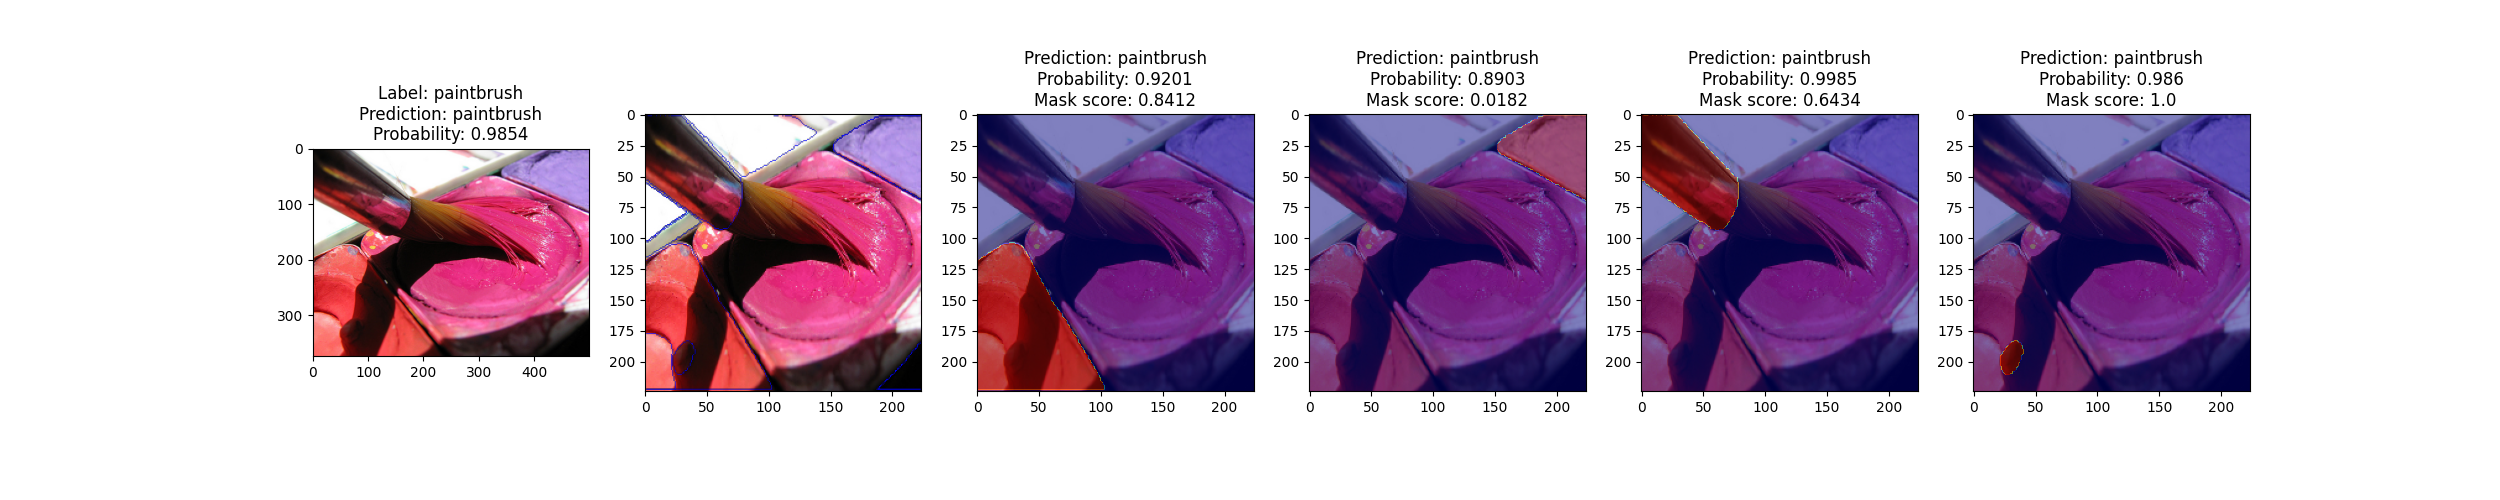 Label: paintbrush
Prediction: paintbrush
Probability: 0.9854
0
100
200
300
0 100 200 300 400
0
25
50
75
100
125
150
175
200
0 50 100 150 200
Prediction: paintbrush
Probability: 0.9201
Mask score: 0.8412
0
25
50
75
100
125
150
175
200
0 50 100 150 200
Prediction: paintbrush
Probability: 0.8903
Mask score: 0.0182
0
25
50
75
100
125
150
175
200
0 50 100 150 200
Prediction: paintbrush
Probability: 0.9985
Mask score: 0.6434
0
25
50
75
100
125
150
175
200
0 50 100 150 200
Prediction: paintbrush
Probability: 0.986
Mask score: 1.0
0
25
50
75
100
125
150
175
200
0 50 100 150 200